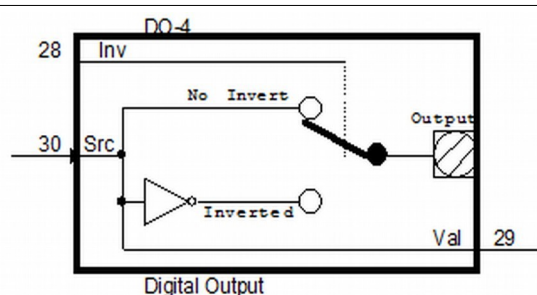 DO-4
28 Inv
No Invert
Output
30 Src
Inverted
Val 29
Digital Output